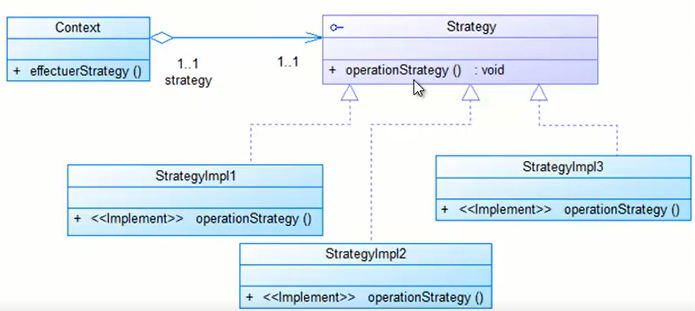 Context
+ effectuerStrategy ()
1..1
strategy
1..1
Strategy
+ operationStrategy () : void
StrategyImpl1
+ <<Implement>> operationStrategy ()
StrategyImpl3
+ <<Implement>> operationStrategy ()
StrategyImpl2
+ <<Implement>> operationStrategy ()